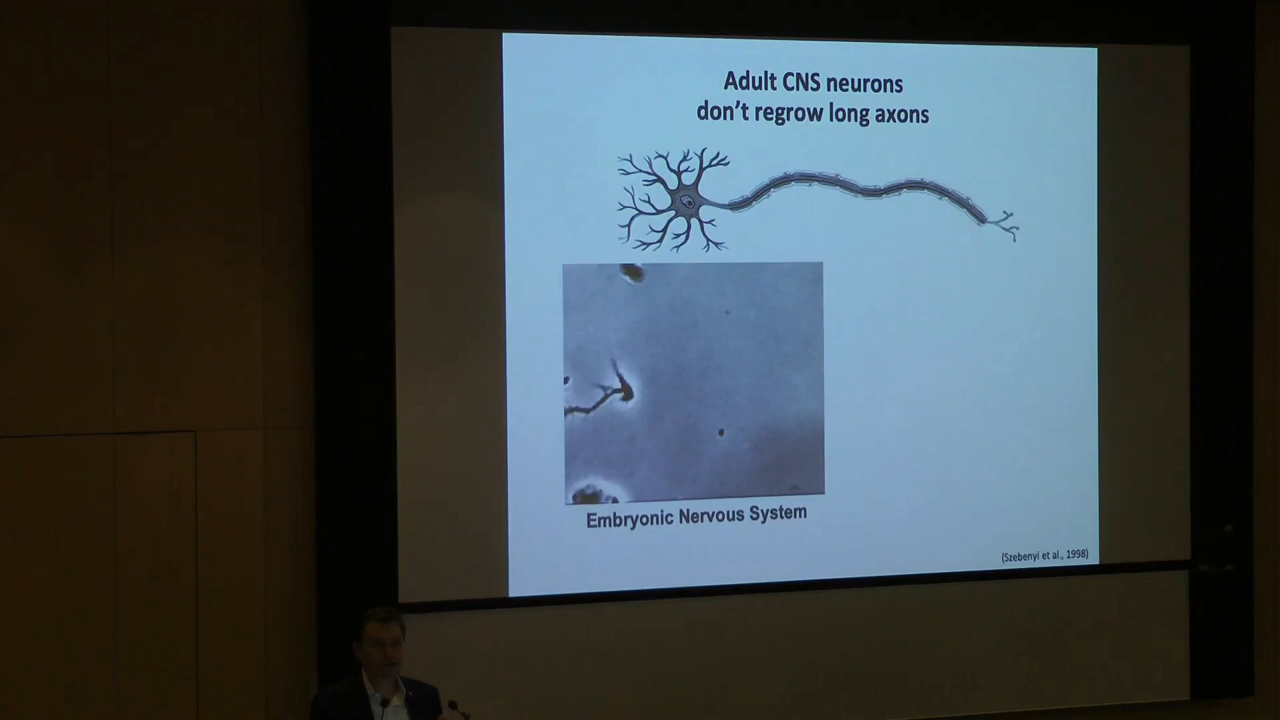 Adult CNS neurons
don't regrow long axons
Embryonic Nervous System
(Szebenyi et al., 1998)